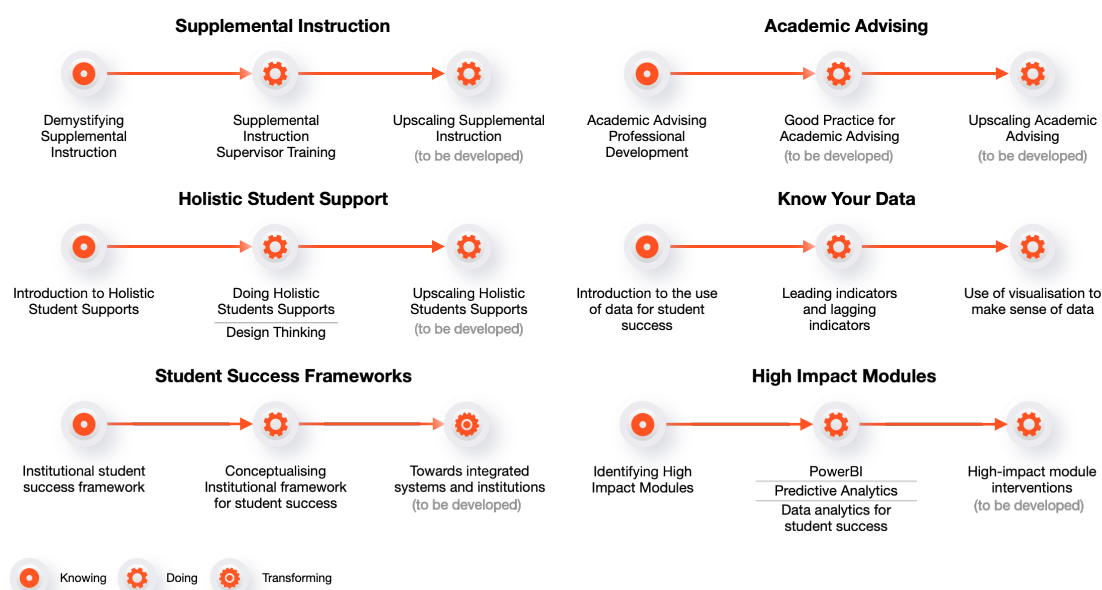 Supplemental Instruction
Demystifying
Supplemental
Instruction
Supplemental
Instruction
Supervisor Training
Upscaling Supplemental
Instruction
(to be developed)
Academic Advising
Academic Advising
Professional
Development
Good Practice for
Academic Advising
(to be developed)
Upscaling Academic
Advising
(to be developed)
Holistic Student Support
Introduction to Holistic
Student Supports
Doing Holistic
Students Supports
Design Thinking
Upscaling Holistic
Students Supports
(to be developed)
Know Your Data
Introduction to the use
of data for student
success
Leading indicators
and lagging
indicators
Use of visualisation to
make sense of data
Student Success Frameworks
Institutional student
success framework
Conceptualising
Institutional framework
for student success
Towards integrated
systems and institutions
(to be developed)
High Impact Modules
Identifying High
Impact Modules
PowerBI
Predictive Analytics
Data analytics for
student success
High-impact module
interventions
(to be developed)
Knowing
Doing
Transforming